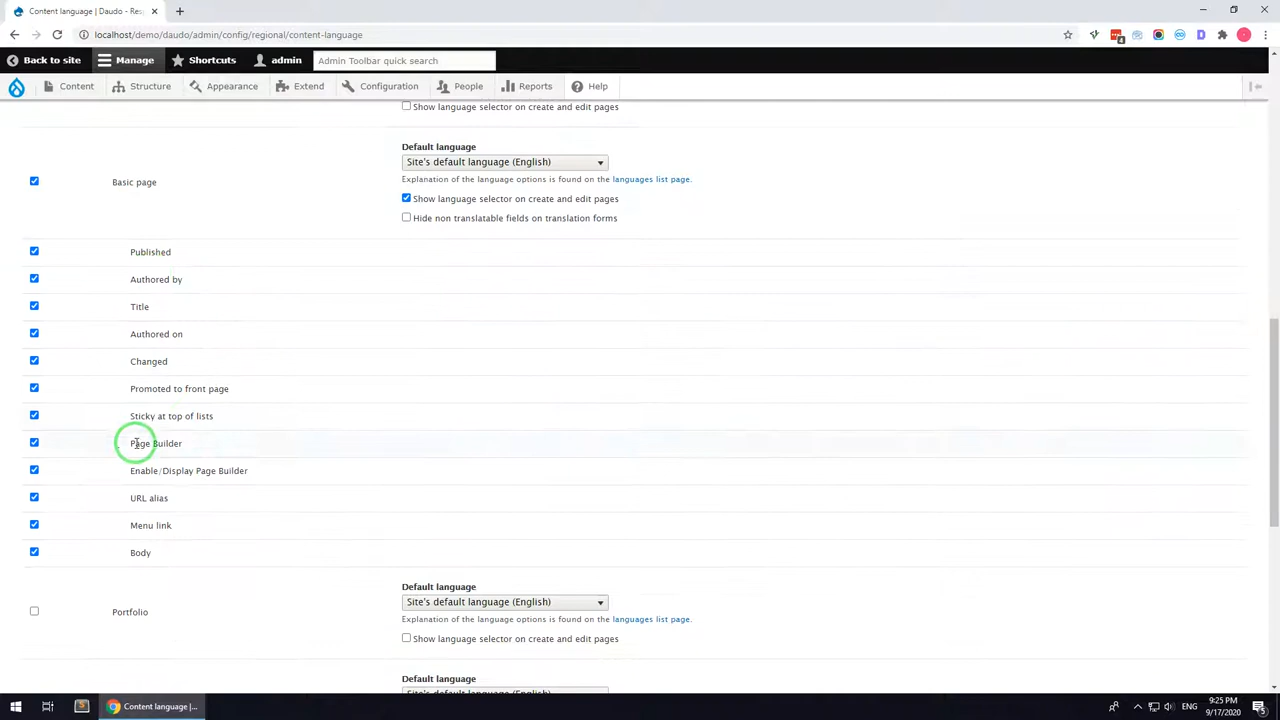 Content language | Daudo - Res
localhost/demo/daudo/admin/config/regional/content-language
Back to site
Manage
Shortcuts
admin
Admin Toolbar quick search
Content
Structure
Appearance
Extend
Configuration
People
Reports
Help
Show language selector on create and edit pages
Default language
Site's default language (English)
Explanation of the language options is found on the languages list page.
Basic page
Show language selector on create and edit pages
Hide non translatable fields on translation forms
Published
Authored by
Title
Authored on
Changed
Promoted to front page
Sticky at top of lists
Page Builder
Enable/Display Page Builder
URL alias
Menu link
Body
Default language
Site's default language (English)
Portfolio
Explanation of the language options is found on the languages list page.
Show language selector on create and edit pages
Default language
Content language |...
ENG
9:25 PM
9/17/2020